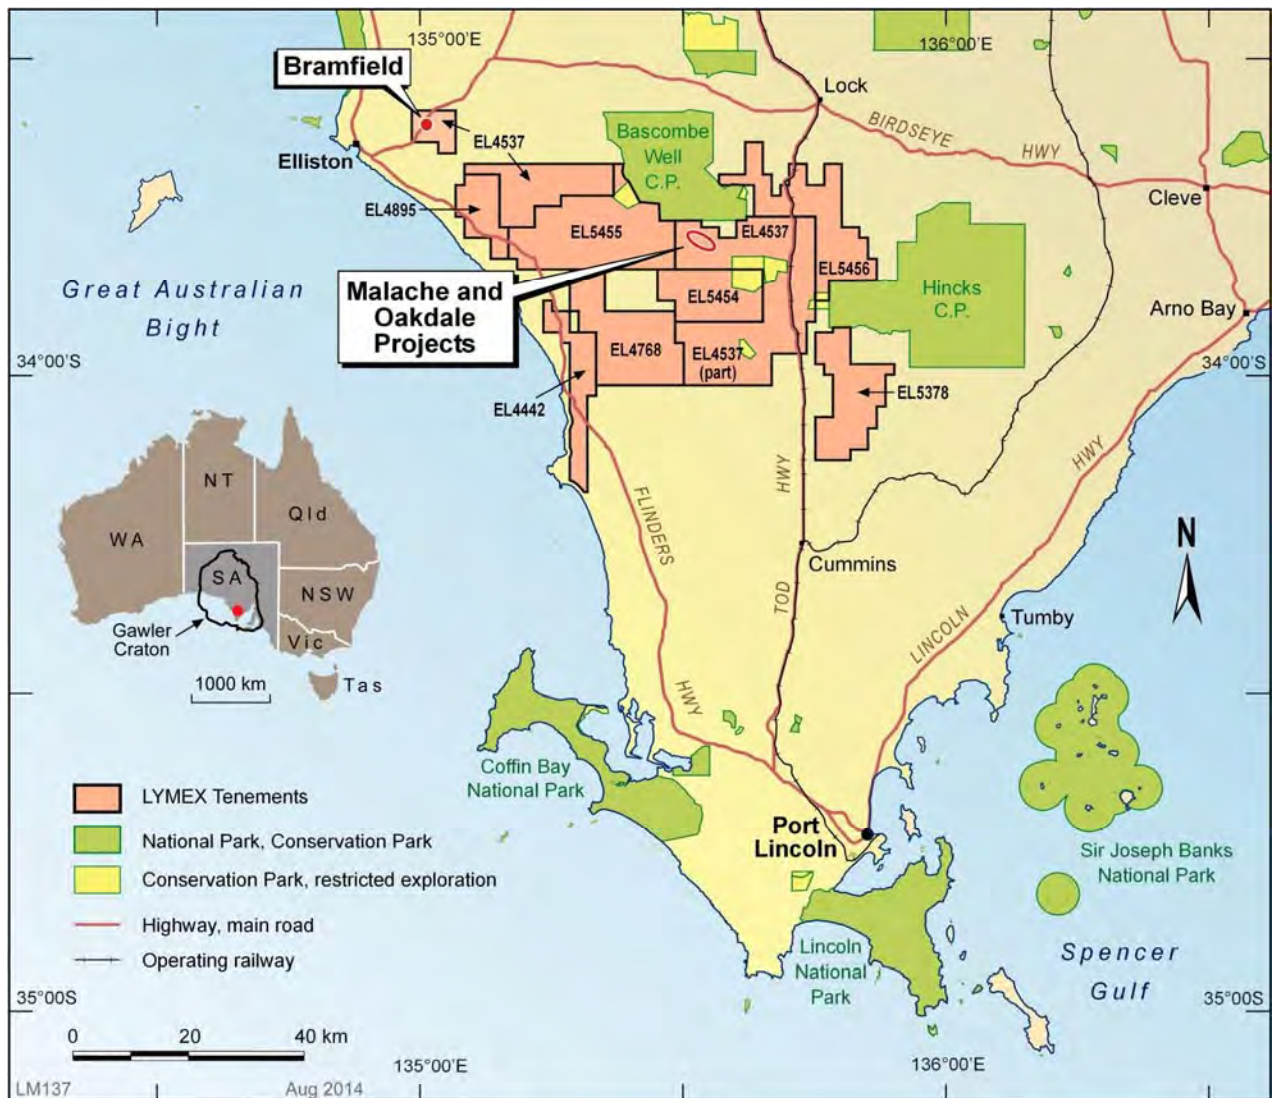 135°00'E
136°00'E
Bramfield
Lock
BIRDSEYE
HWY
Bascombe
Well
C.P.
EL4537
Elliston
Cleve
EL4895
EL5455
EL4537
EL5456
Great Australian
Bight
Malache and
Oakdale
Projects
EL5454
Hincks
C.P.
Arno Bay
34°00'S
EL4768
EL4537
(part)
34°00'S
EL4442
EL5378
HWY
NT
Qld
WA
SA
NSW
Vic
Tas
Gawler
Craton
1000 km
FLINDERS
HWY
HWY
TOD
Cummins
N
LINCOLN
Tumby
Coffin Bay
National Park
LYMEX Tenements
National Park, Conservation Park
Conservation Park, restricted exploration
Highway, main road
Operating railway
Port
Lincoln
Sir Joseph Banks
National Park
Lincoln
National
Park
Spencer
Gulf
35°00'S
35°00'S
0 20 40 km
135°00'E
136°00'E
LM137
Aug 2014